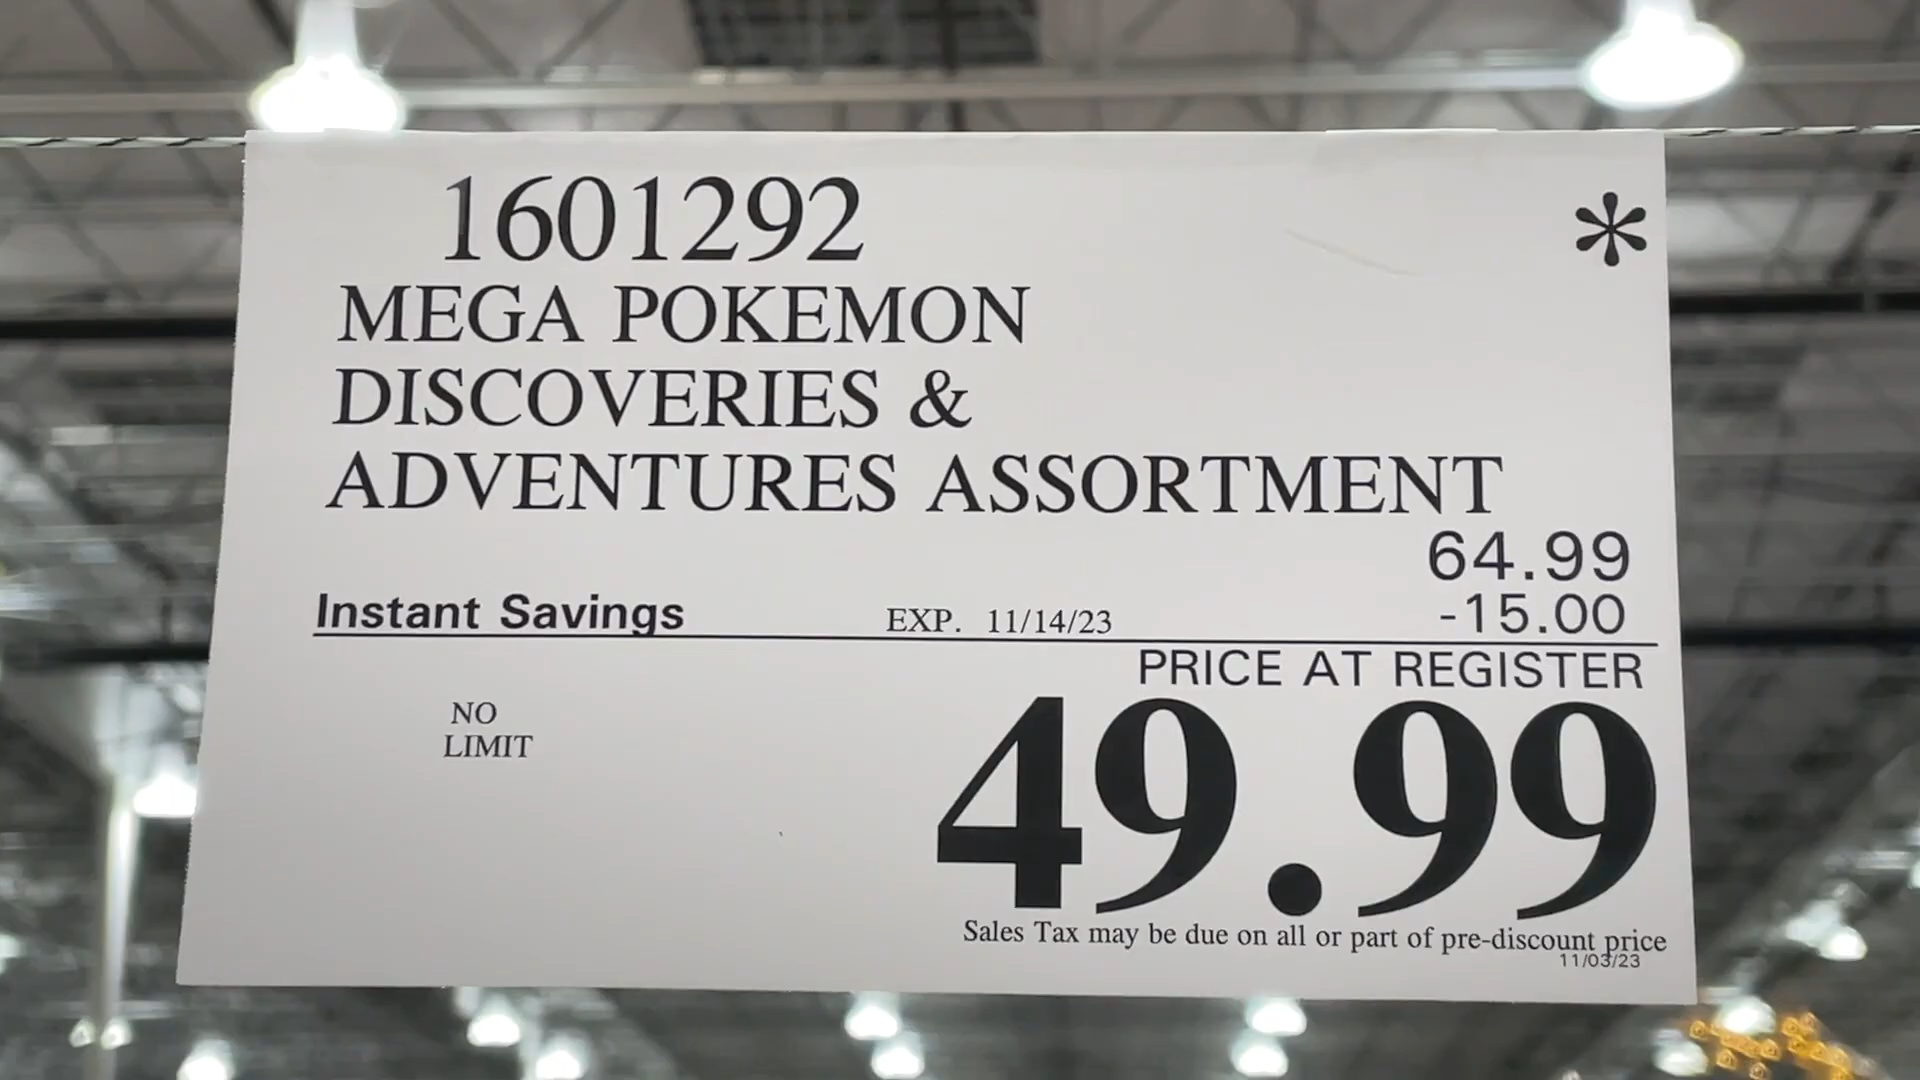 1601292
*
MEGA POKEMON
DISCOVERIES &
ADVENTURES ASSORTMENT
64.99
Instant Savings EXP. 11/14/23 -15.00
PRICE AT REGISTER
NO
LIMIT
49.99
Sales Tax may be due on all or part of pre-discount price
11/03/23